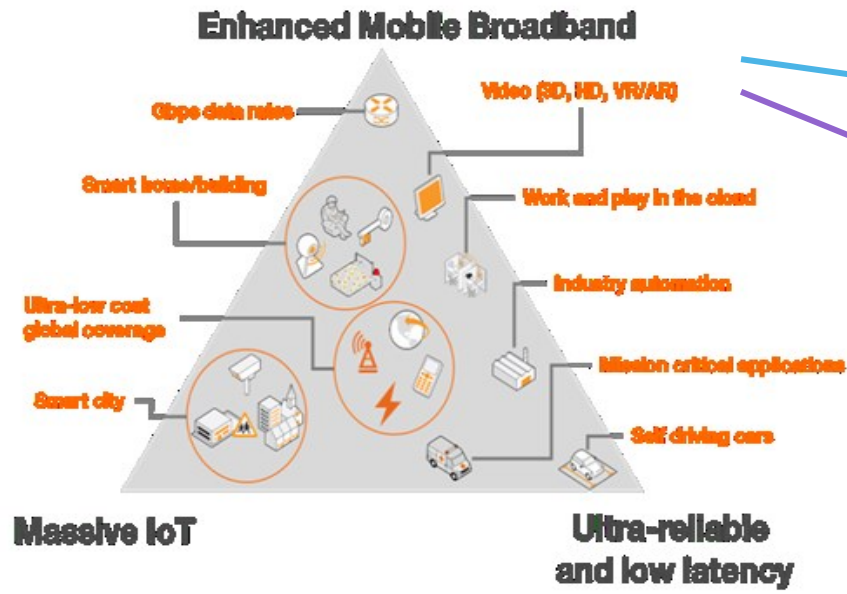 Enhanced Mobile Broadband
Gbps data rates
Video (3D, HD, VR/AR)
Smart house/building
Work and play in the cloud
Industry automation
Ultra-low cost
global coverage
Mission critical applications
Smart city
Self driving cars
Massive IoT
Ultra-reliable
and low latency